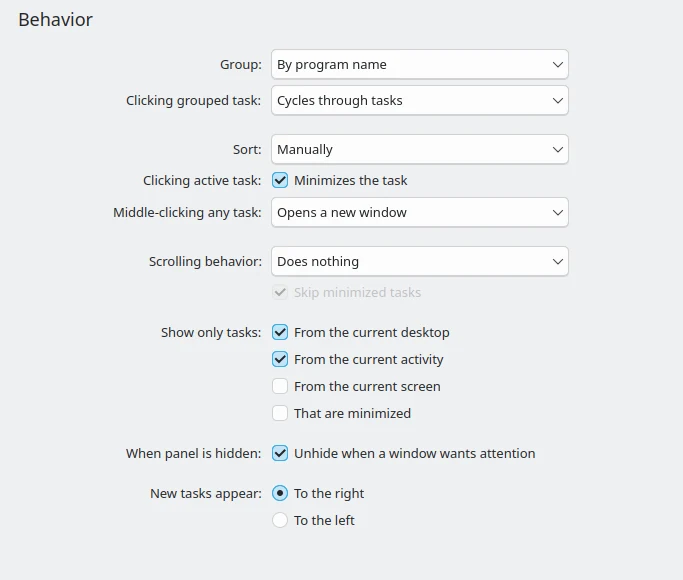 Behavior
Group: By program name
Clicking grouped task: Cycles through tasks
Sort: Manually
Clicking active task: Minimizes the task
Middle-clicking any task: Opens a new window
Scrolling behavior: Does nothing
Skip minimized tasks
Show only tasks: From the current desktop
From the current activity
From the current screen
That are minimized
When panel is hidden: Unhide when a window wants attention
New tasks appear: To the right
To the left